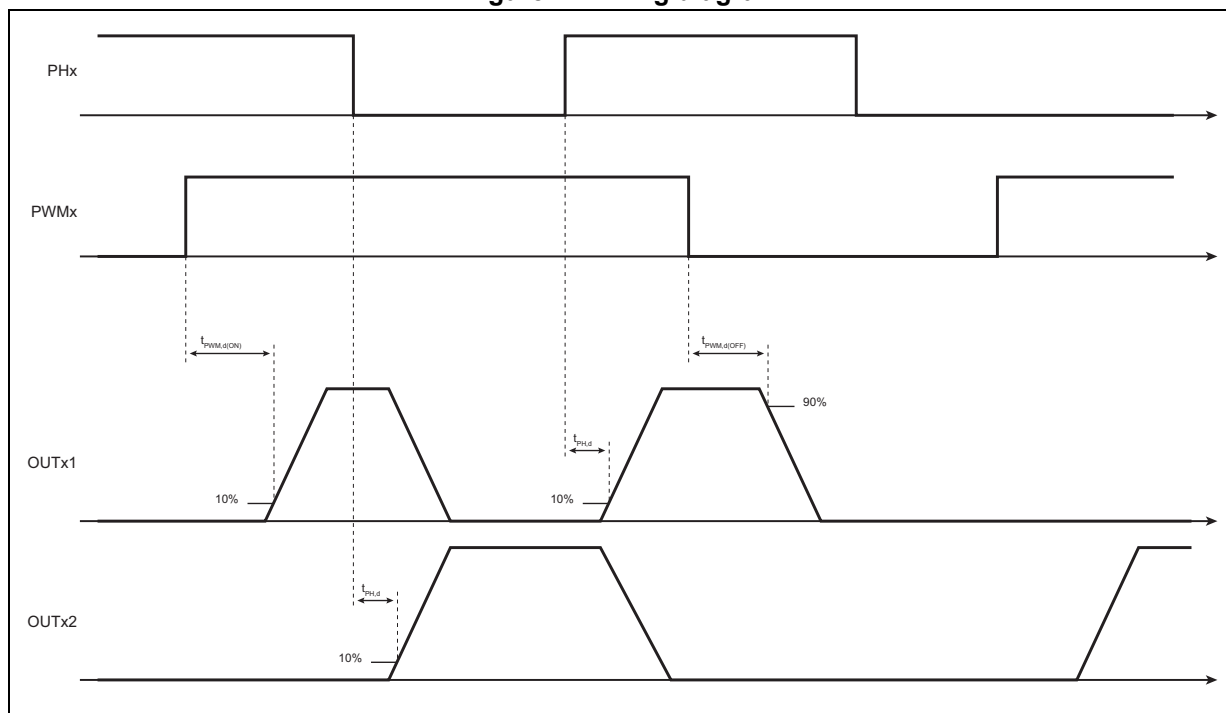 PHx
PWMx
tPWM,d(ON)
tPWM,d(OFF)
90%
OUTx1
tPH,d
10%
10%
OUTx2
tPH,d
10%